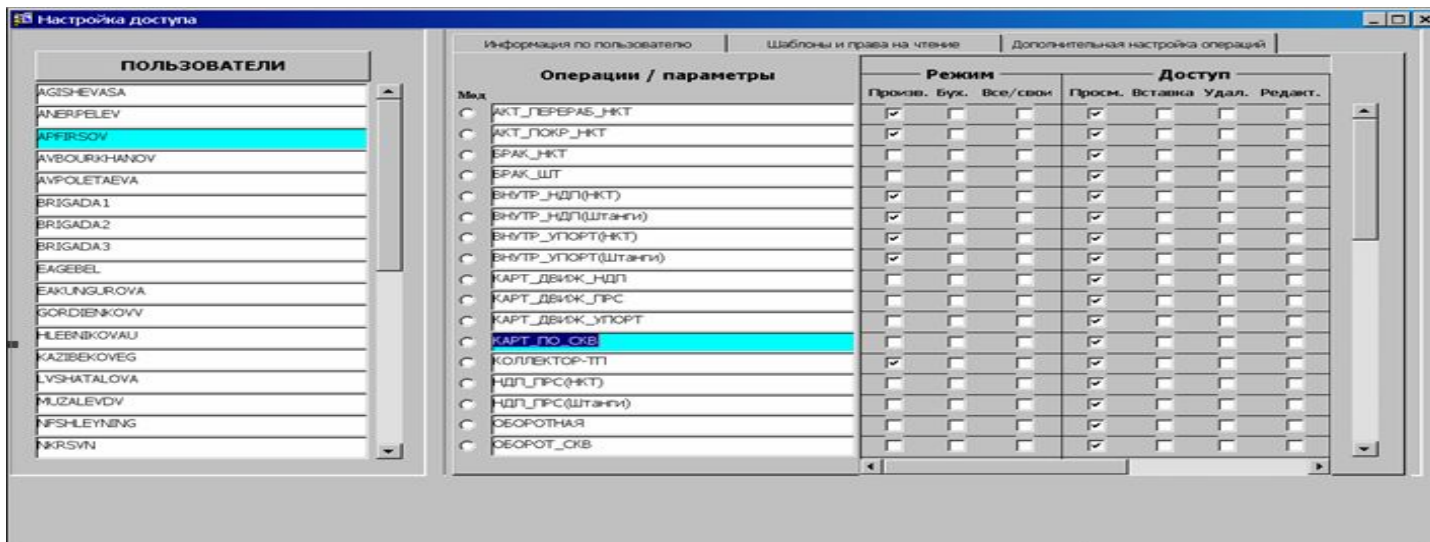 Настройка доступа
Информация по пользователю
Шаблоны и права на чтение
Дополнительная настройка операций
ПОЛЬЗОВАТЕЛИ
AGISHEVASA
ANERPELEV
APFIRSOV
AVBOURKHANOV
AVPOLETAEVA
BRIGADA1
BRIGADA2
BRIGADA3
EAGEBEL
EAKUNGUROVA
GORDIENKOVV
HLEBNIKOVAU
KAZIBEKOVEG
LVSHATALOVA
MUZALEVDV
NFSHLEYNING
NKRSVN
Операции / параметры
Режим
Доступ
Мод
Произв. Бух. Все/свои Просм. Вставка Удал. Редакт.
АКТ_ПЕРЕРАБ_НКТ
АКТ_ПОКР_НКТ
БРАК_НКТ
БРАК_ШТ
ВНУТР_НДП(НКТ)
ВНУТР_НДП(Штанги)
ВНУТР_УПОРТ(НКТ)
ВНУТР_УПОРТ(Штанги)
КАРТ_ДВИЖ_НДП
КАРТ_ДВИЖ_ПРС
КАРТ_ДВИЖ_УПОРТ
КАРТ_ПО_СКВ
КОЛЛЕКТОР-ТП
НДП_ПРС(НКТ)
НДП_ПРС(Штанги)
ОБОРОТНАЯ
ОБОРОТ_СКВ